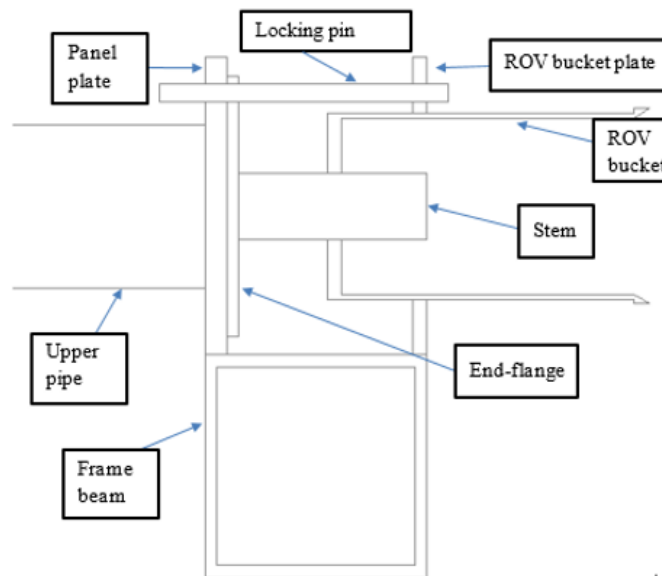 Locking pin
Panel
plate
ROV bucket plate
ROV
bucket
Stem
Upper
pipe
End-flange
Frame
beam